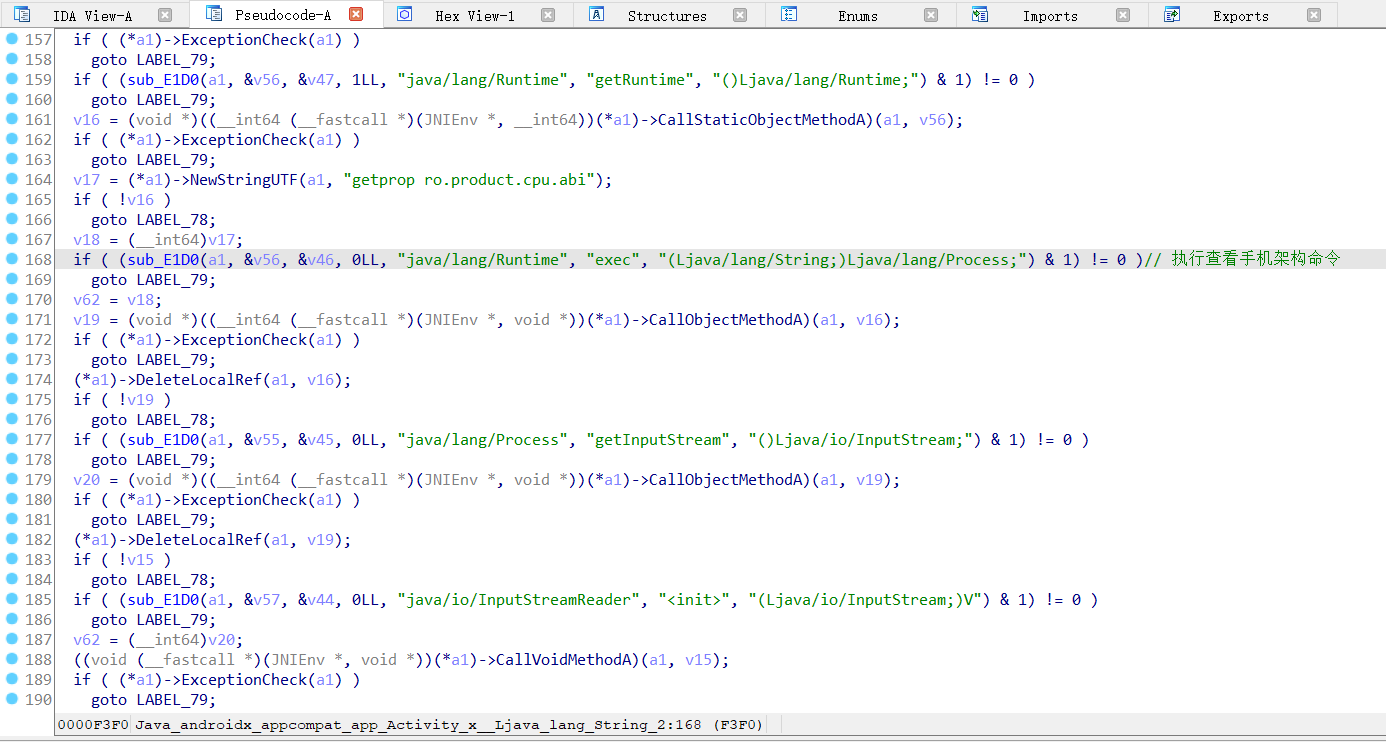 IDA View-A Pseudocode-A Hex View-1 Structures Enums Imports Exports
157 if ( (*a1)->ExceptionCheck(a1) )
158 goto LABEL_79;
159 if ( (sub_E1D0(a1, &v56, &v47, 1LL, "java/lang/Runtime", "getRuntime", "()Ljava/lang/Runtime;") & 1) != 0 )
160 goto LABEL_79;
161 v16 = (void *)((__int64 (__fastcall *)(JNIEnv *, __int64))(*a1)->CallStaticObjectMethodA)(a1, v56);
162 if ( (*a1)->ExceptionCheck(a1) )
163 goto LABEL_79;
164 v17 = (*a1)->NewStringUTF(a1, "getprop ro.product.cpu.abi");
165 if ( !v16 )
166 goto LABEL_78;
167 v18 = (__int64)v17;
168 if ( (sub_E1D0(a1, &v56, &v46, 0LL, "java/lang/Runtime", "exec", "(Ljava/lang/String;)Ljava/lang/Process;") & 1) != 0 )// 执行查看手机架构命令
169 goto LABEL_79;
170 v62 = v18;
171 v19 = (void *)((__int64 (__fastcall *)(JNIEnv *, void *))(*a1)->CallObjectMethodA)(a1, v16);
172 if ( (*a1)->ExceptionCheck(a1) )
173 goto LABEL_79;
174 (*a1)->DeleteLocalRef(a1, v16);
175 if ( !v19 )
176 goto LABEL_78;
177 if ( (sub_E1D0(a1, &v55, &v45, 0LL, "java/lang/Process", "getInputStream", "()Ljava/io/InputStream;") & 1) != 0 )
178 goto LABEL_79;
179 v20 = (void *)((__int64 (__fastcall *)(JNIEnv *, void *))(*a1)->CallObjectMethodA)(a1, v19);
180 if ( (*a1)->ExceptionCheck(a1) )
181 goto LABEL_79;
182 (*a1)->DeleteLocalRef(a1, v19);
183 if ( !v15 )
184 goto LABEL_78;
185 if ( (sub_E1D0(a1, &v57, &v44, 0LL, "java/io/InputStreamReader", "<init>", "(Ljava/io/InputStream;)V") & 1) != 0 )
186 goto LABEL_79;
187 v62 = (__int64)v20;
188 ((void (__fastcall *)(JNIEnv *, void *))(*a1)->CallVoidMethodA)(a1, v15);
189 if ( (*a1)->ExceptionCheck(a1) )
190 goto LABEL_79;
0000F3F0 Java_androidx_appcompat_app_Activity_x__Ljava_lang_String_2:168 (F3F0)